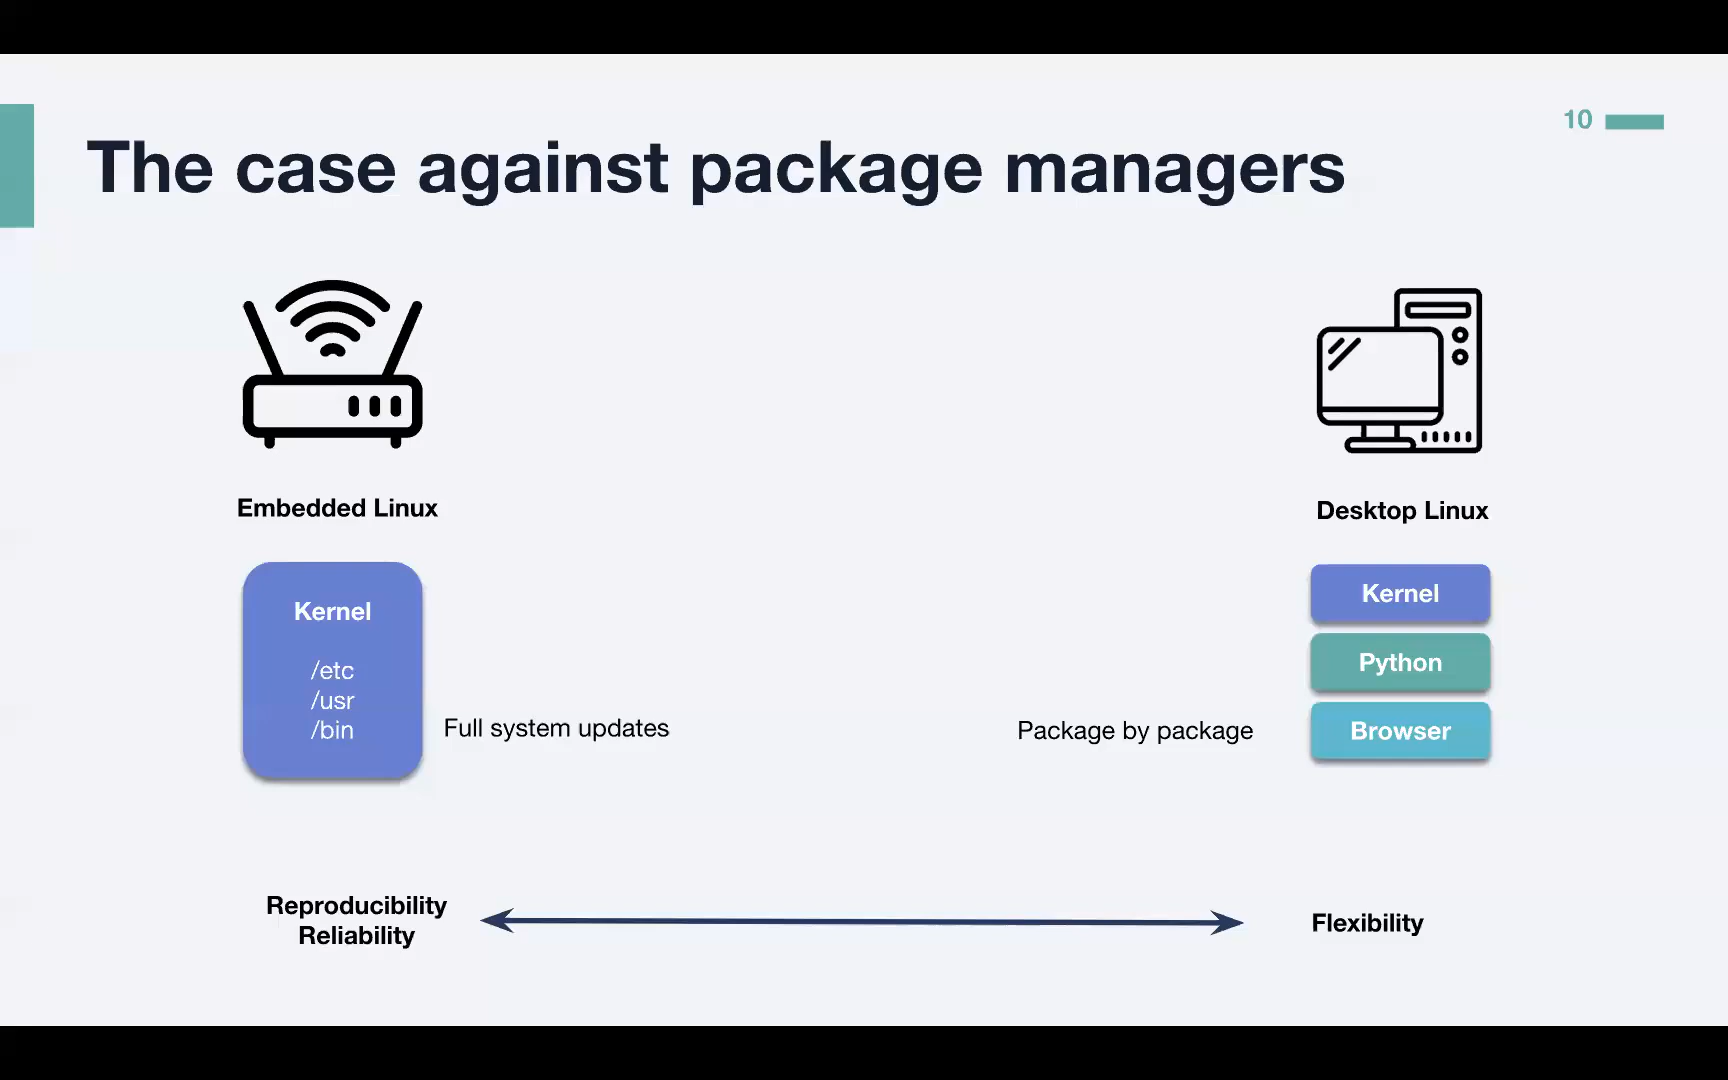 10
The case against package managers
Embedded Linux
Desktop Linux
Kernel
/etc
/usr
/bin
Full system updates
Package by package
Kernel
Python
Browser
Reproducibility
Reliability
Flexibility